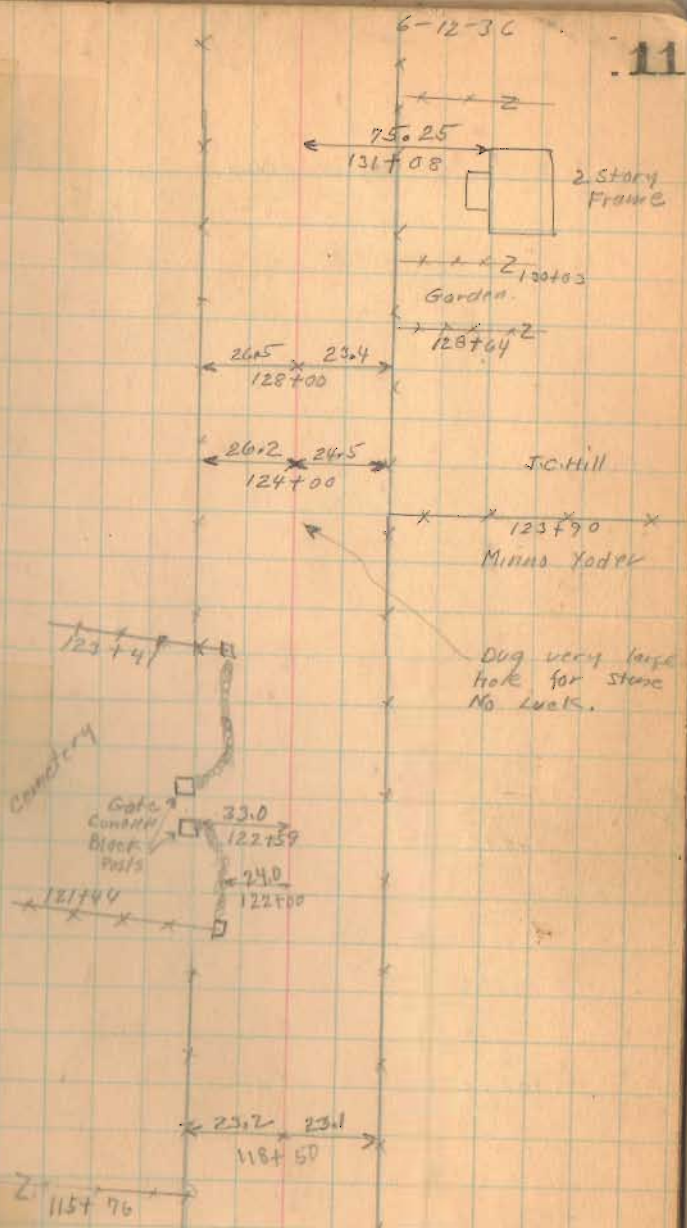 6-12-36
11
Z
75.25
131+08
2 Story
Frame
Z 130+03
Garden.
Z
128+64
26.5 23.4
128+00
26.2 24.5
124+00
J.C. Hill
123+90
Yoder
Dug very large
hole for stone
No Luck.
123+41
Cemetery
Gate
Block
Posts
33.0
122+59
24.0
122+00
121+44
23.2 23.1
118+50
Z
115+76